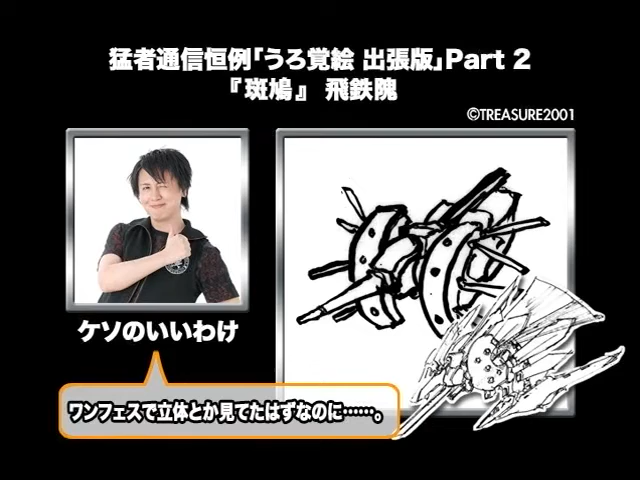 猛者通信恒例「うろ覚絵 出張版」Part 2
『斑鳩』 飛鉄隗
©TREASURE2001
ケソのいいわけ
ワンフェスで立体とか見てたはずなのに……。